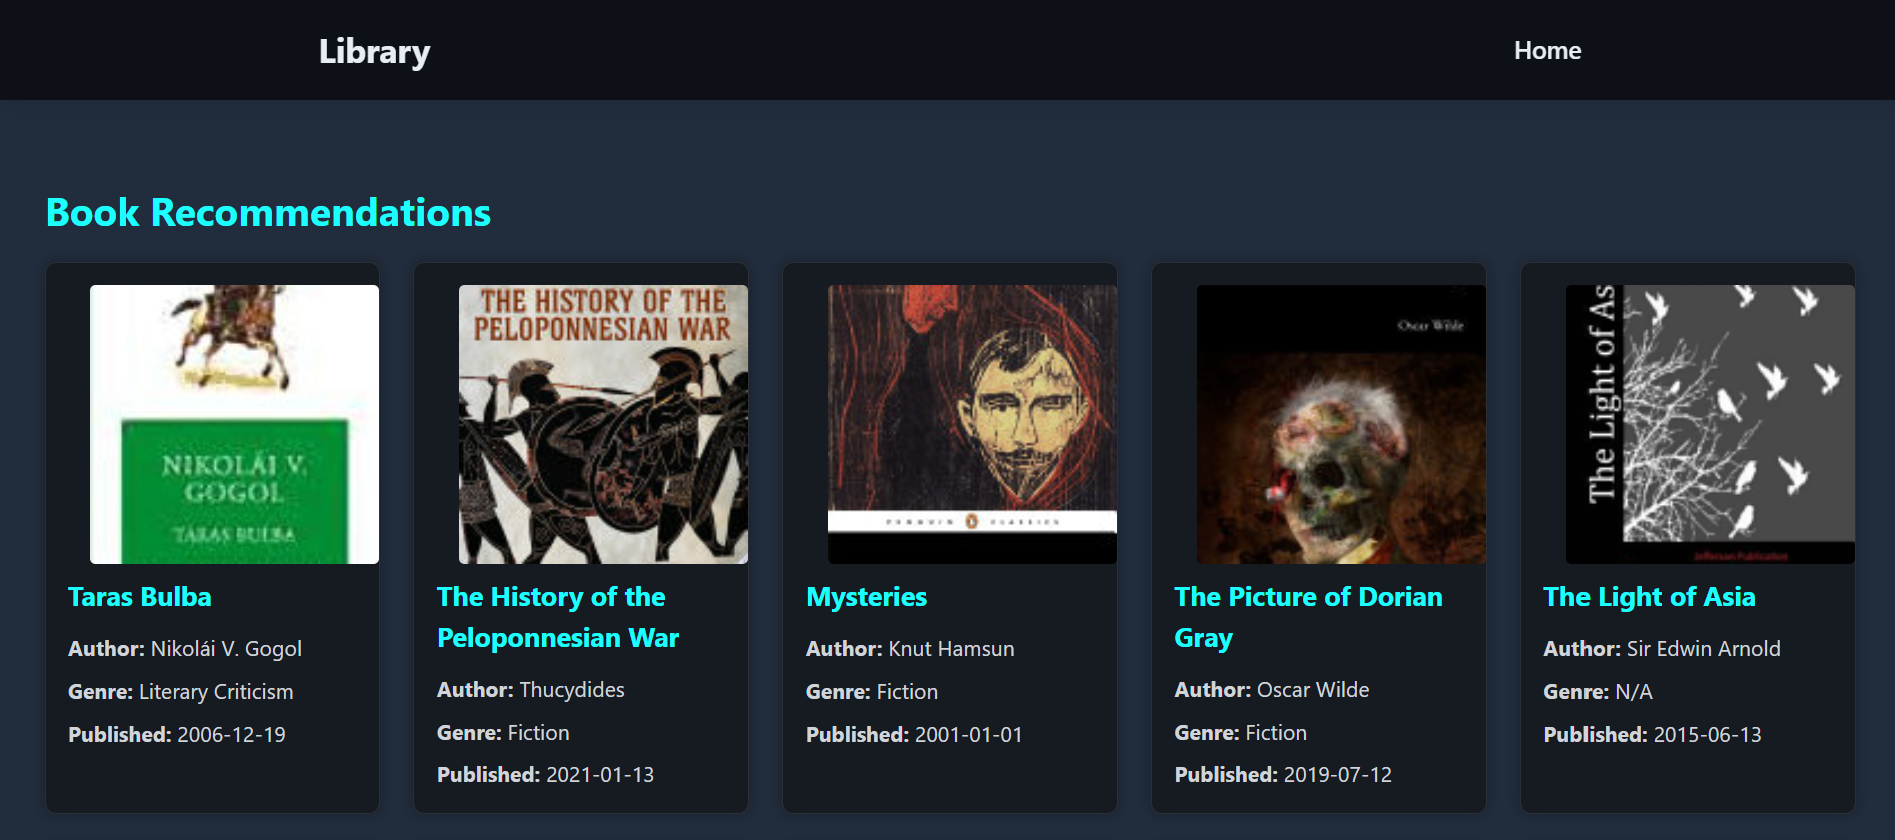 Library
Home
Book Recommendations
NIKOLÁI V.
GOGOL
TARAS BULBA
Taras Bulba
Author: Nikolái V. Gogol
Genre: Literary Criticism
Published: 2006-12-19
THE HISTORY OF THE
PELOPONNESIAN WAR
The History of the
Peloponnesian War
Author: Thucydides
Genre: Fiction
Published: 2021-01-13
PENGUIN CLASSICS
Mysteries
Author: Knut Hamsun
Genre: Fiction
Published: 2001-01-01
Oscar Wilde
The Picture of Dorian
Gray
Author: Oscar Wilde
Genre: Fiction
Published: 2019-07-12
The Light of As
Jefferson Publication
The Light of Asia
Author: Sir Edwin Arnold
Genre: N/A
Published: 2015-06-13